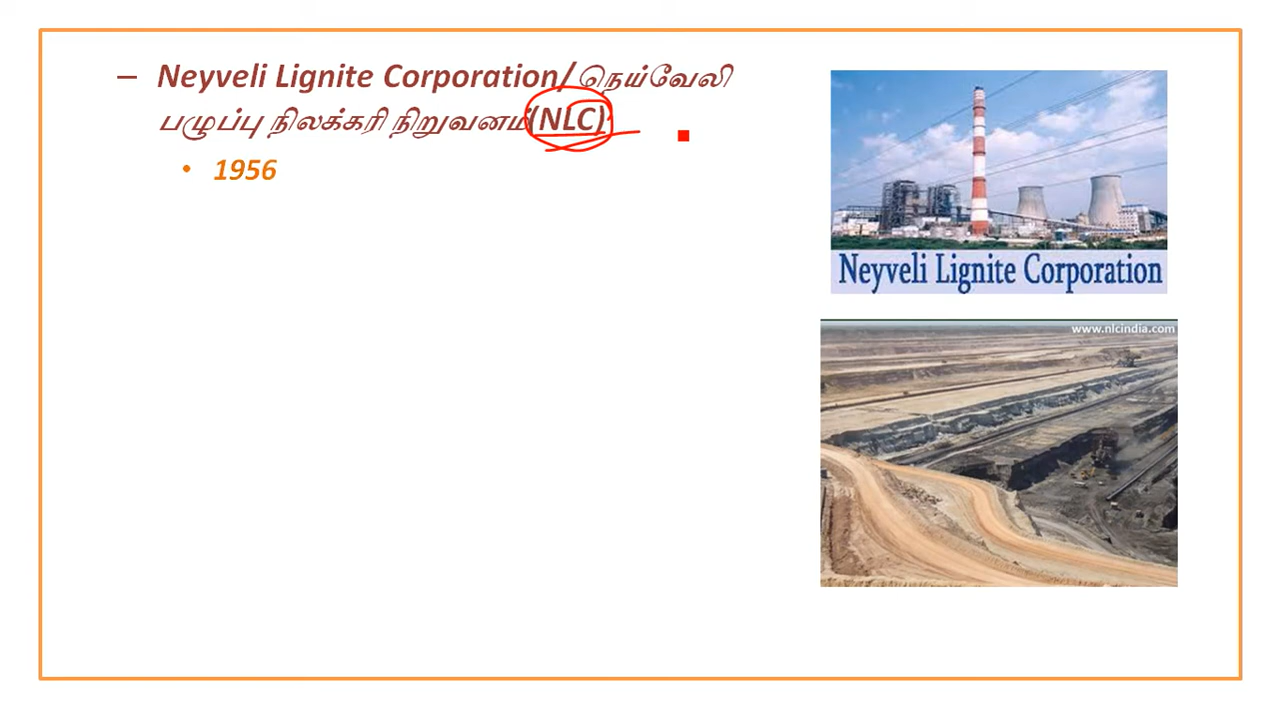 – Neyveli Lignite Corporation/நெய்வேலி
பழுப்பு நிலக்கரி நிறுவனம்(NLC)
• 1956
Neyveli Lignite Corporation
www.nlcindia.com